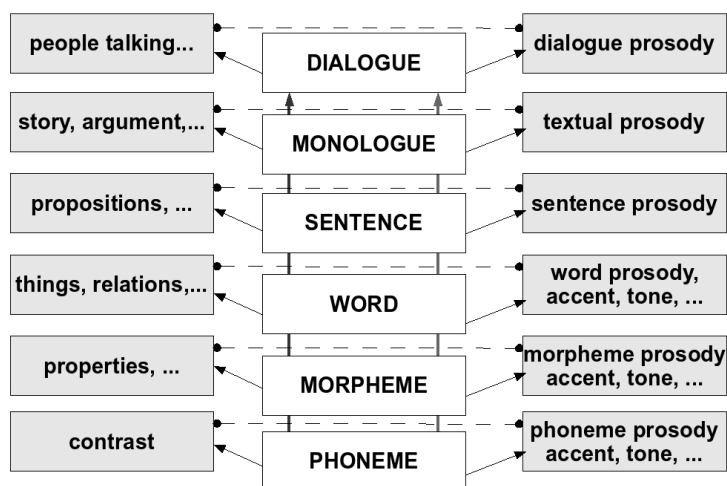 people talking...
DIALOGUE
dialogue prosody
story, argument,...
MONOLOGUE
textual prosody
propositions, ...
SENTENCE
sentence prosody
things, relations,...
WORD
word prosody,
accent, tone, ...
properties, ...
MORPHEME
morpheme prosody
accent, tone, ...
contrast
PHONEME
phoneme prosody
accent, tone, ...